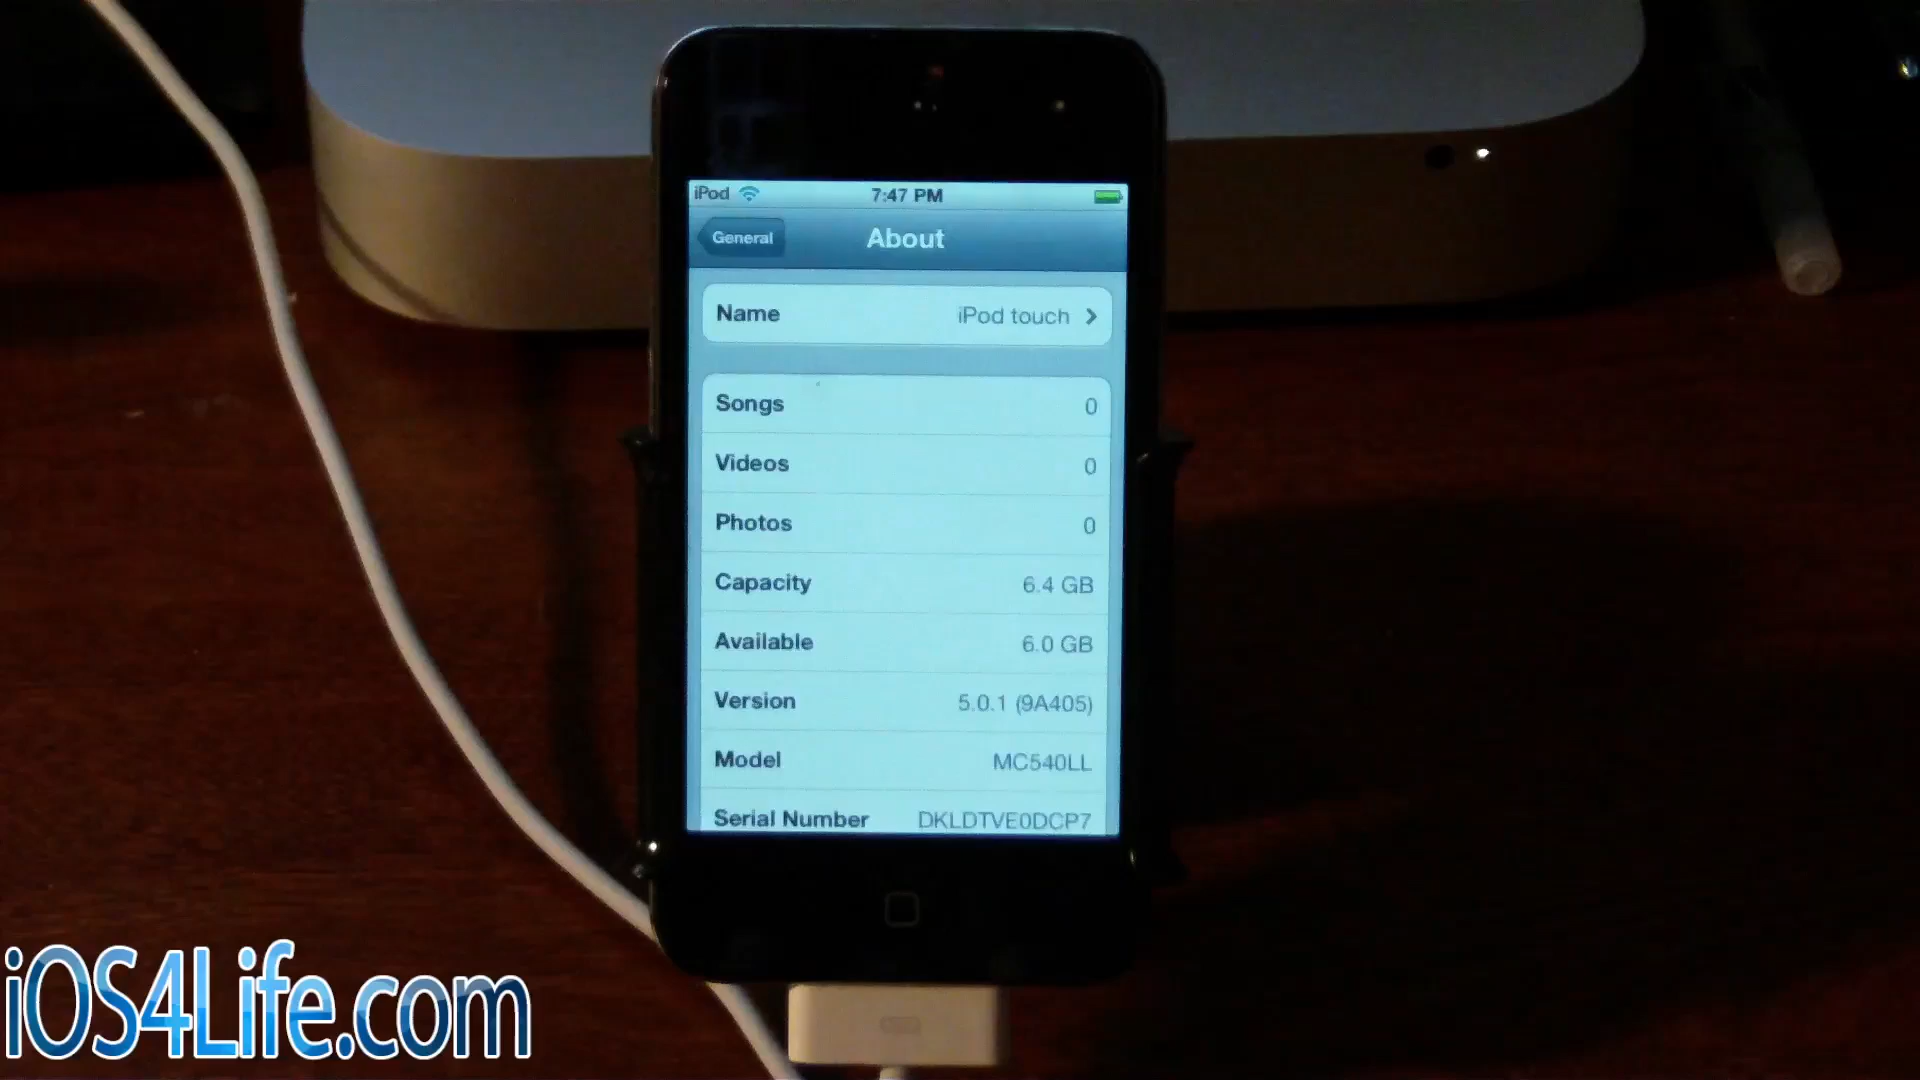 iPod 7:47 PM
General About
Name iPod touch
Songs 0
Videos 0
Photos 0
Capacity 6.4 GB
Available 6.0 GB
Version 5.0.1 (9A405)
Model MC540LL
Serial Number DKLDTVE0DCP7
iOS4Life.com